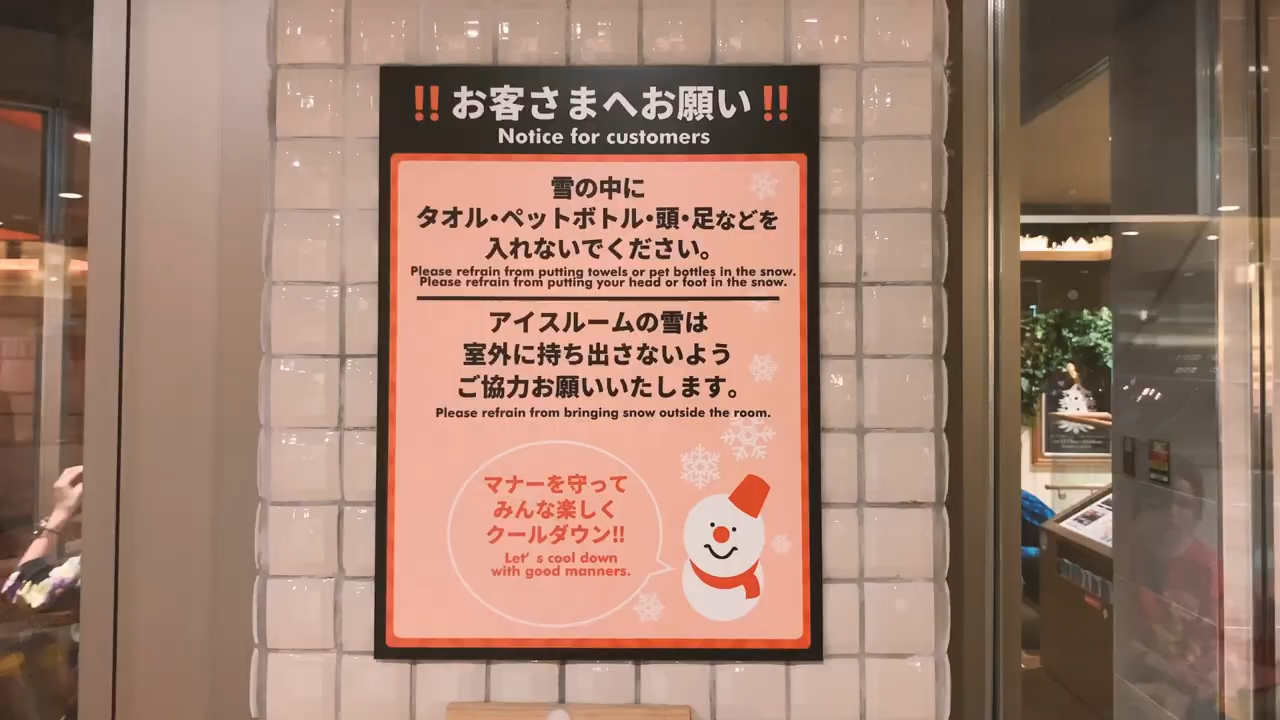 ‼お客さまへお願い‼
Notice for customers
雪の中に
タオル・ペットボトル・頭・足などを
入れないでください。
Please refrain from putting towels or pet bottles in the snow.
Please refrain from putting your head or foot in the snow.
アイスルームの雪は
室外に持ち出さないよう
ご協力お願いいたします。
Please refrain from bringing snow outside the room.
マナーを守って
みんな楽しく
クールダウン‼
Let's cool down
with good manners.